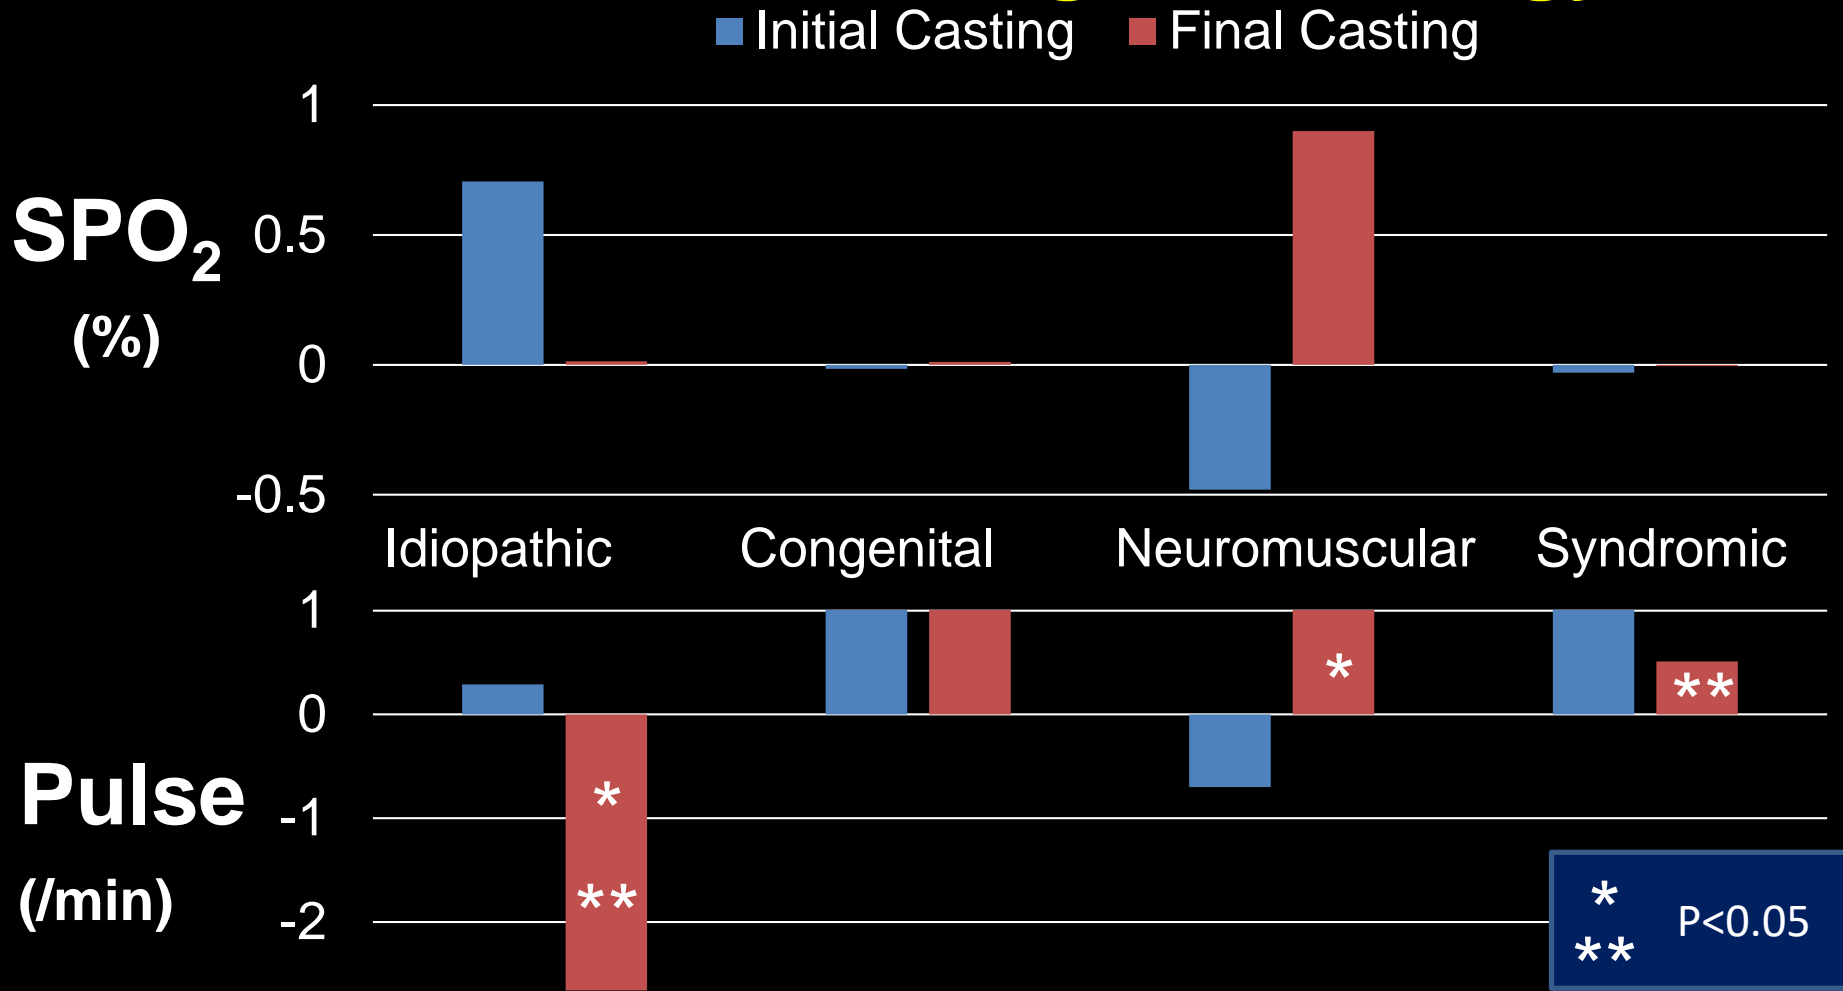 Initial Casting Final Casting
1
SPO₂ 0.5
(%)
0
-0.5
Idiopathic Congenital Neuromuscular Syndromic
1
*
**
0
Pulse
*
-1
(/min)
**
-2
* P<0.05
**